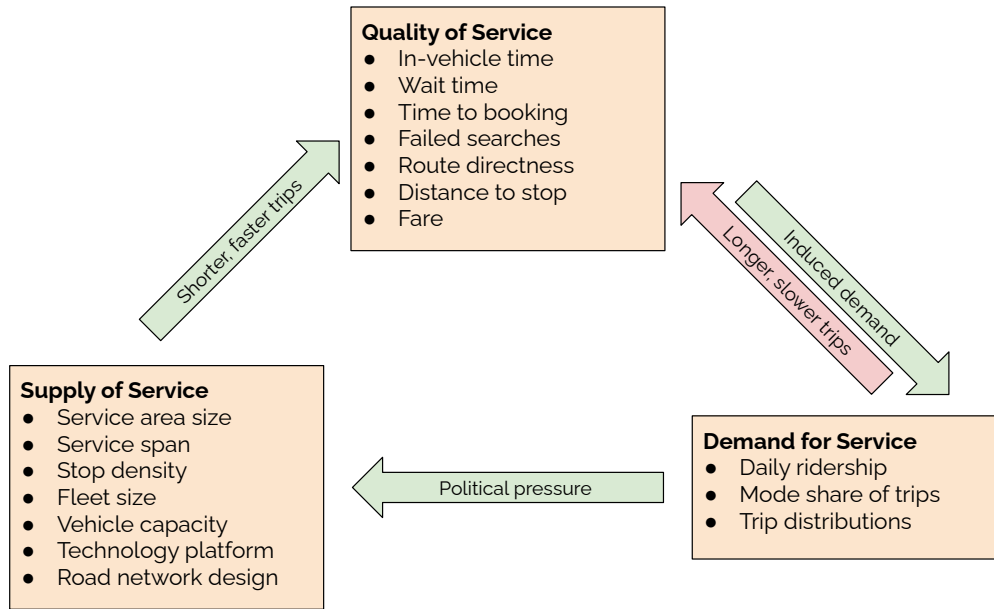 Quality of Service
● In-vehicle time
● Wait time
● Time to booking
● Failed searches
● Route directness
● Distance to stop
● Fare
Shorter, faster trips
Longer, slower trips
Induced demand
Supply of Service
● Service area size
● Service span
● Stop density
● Fleet size
● Vehicle capacity
● Technology platform
● Road network design
Political pressure
Demand for Service
● Daily ridership
● Mode share of trips
● Trip distributions